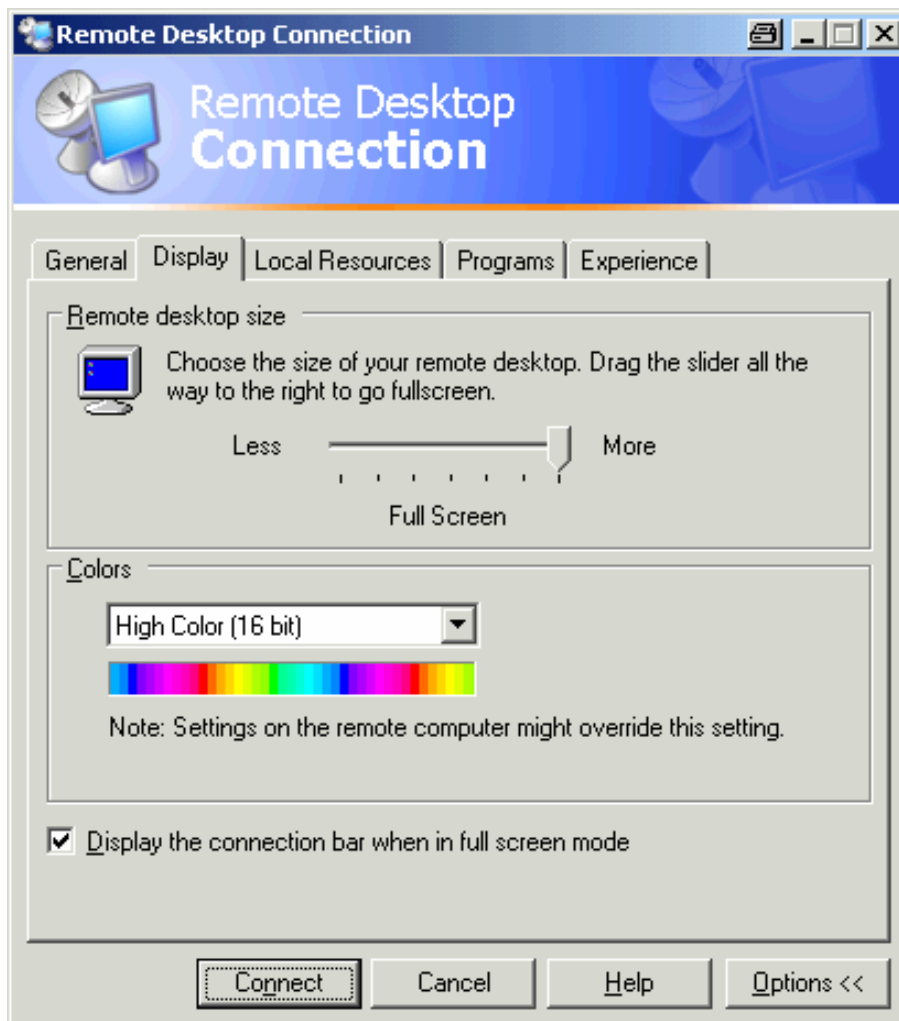 Remote Desktop Connection
Remote Desktop
Connection
General Display Local Resources Programs Experience
Remote desktop size
Choose the size of your remote desktop. Drag the slider all the
way to the right to go fullscreen.
Less More
Full Screen
Colors
High Color (16 bit)
Note: Settings on the remote computer might override this setting.
Display the connection bar when in full screen mode
Connect Cancel Help Options <<